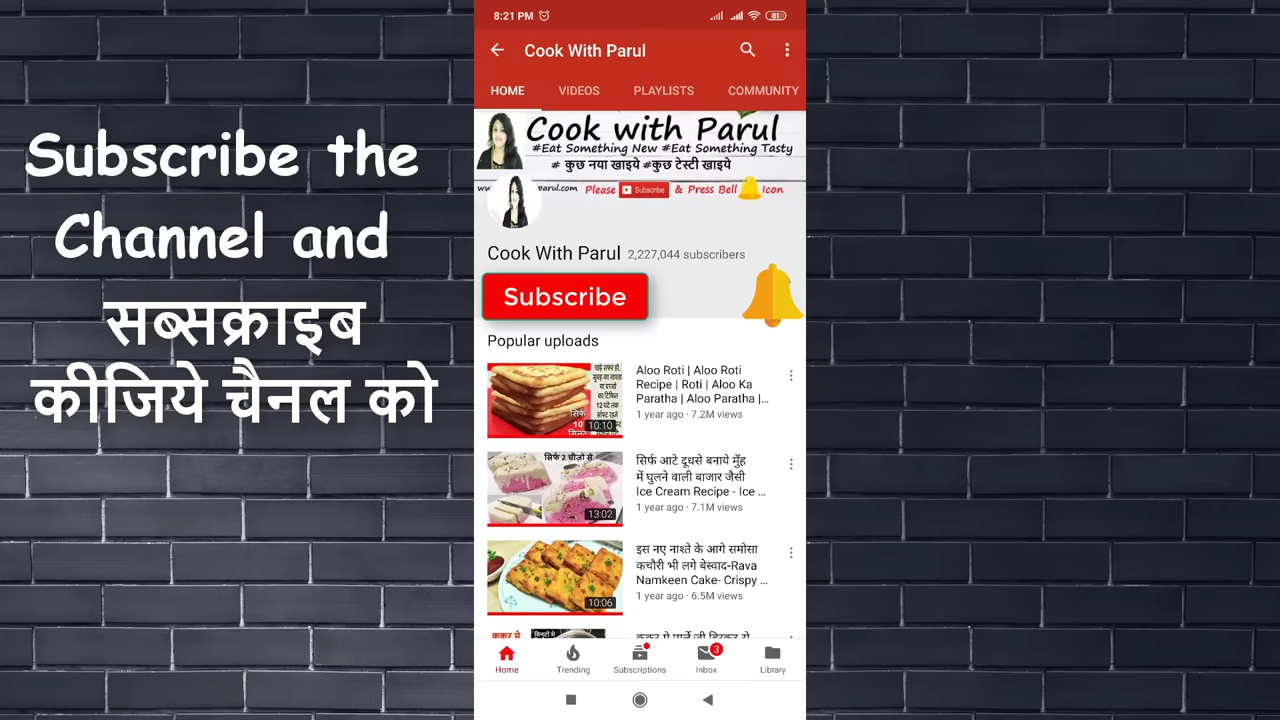 Subscribe the
Channel and
सब्सक्राइब
कीजिये चैनल को
8:21 PM
81
Cook With Parul
HOME VIDEOS PLAYLISTS COMMUNITY
Cook with Parul
#Eat Something New #Eat Something Tasty
# कुछ नया खाइये #कुछ टेस्टी खाइये
Please Subscribe & Press Bell Icon
Cook With Parul 2,227,044 subscribers
Subscribe
Popular uploads
10:10
Aloo Roti | Aloo Roti
Recipe | Roti | Aloo Ka
Paratha | Aloo Paratha |...
1 year ago · 7.2M views
सिर्फ 2 चीज़ो से
13:02
सिर्फ आटे दूधसे बनाये मुँह
में घुलने वाली बाजार जैसी
Ice Cream Recipe - Ice ...
1 year ago · 7.1M views
10:06
इस नए नाश्ते के आगे समोसा
कचौरी भी लगे बेस्वाद-Rava
Namkeen Cake- Crispy ...
1 year ago · 6.5M views
3
Home Trending Subscriptions Inbox Library